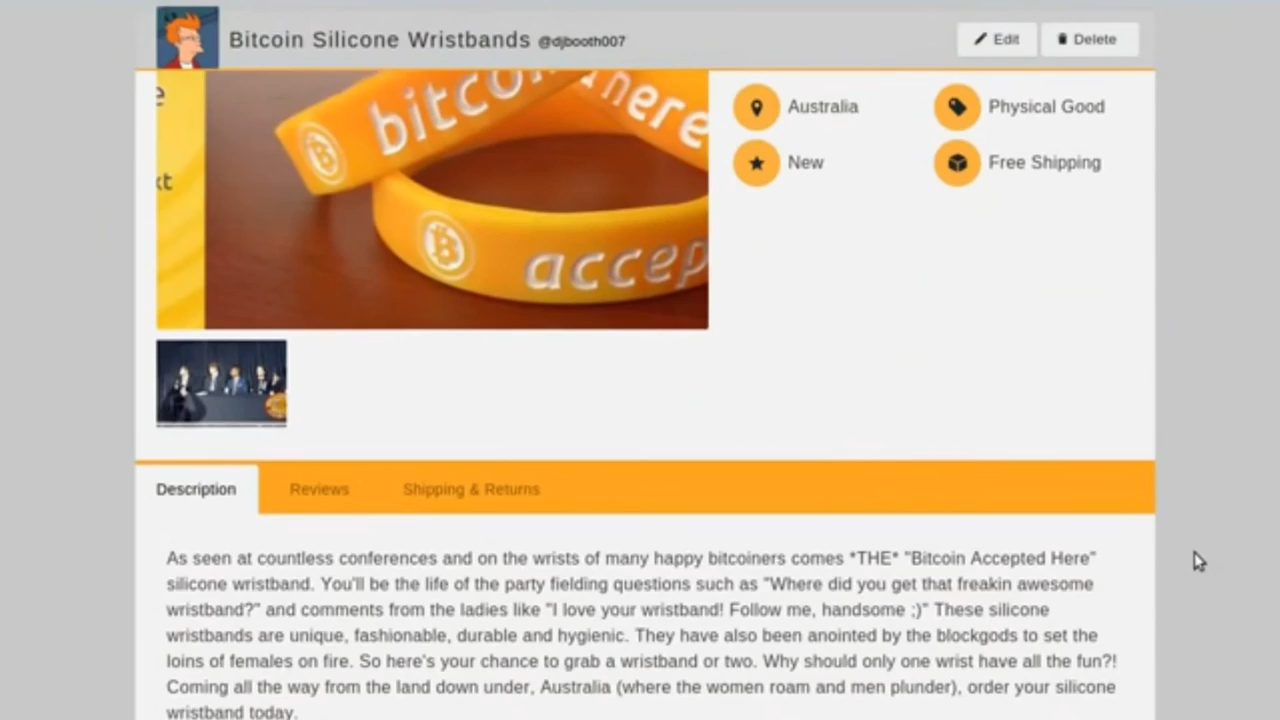 Bitcoin Silicone Wristbands @djbooth007
Edit
Delete
bitcoin here
accep
Australia
Physical Good
New
Free Shipping
Description
Reviews
Shipping & Returns
As seen at countless conferences and on the wrists of many happy bitcoiners comes *THE* "Bitcoin Accepted Here"
silicone wristband. You'll be the life of the party fielding questions such as "Where did you get that freakin awesome
wristband?" and comments from the ladies like "I love your wristband! Follow me, handsome ;)" These silicone
wristbands are unique, fashionable, durable and hygienic. They have also been anointed by the blockgods to set the
loins of females on fire. So here's your chance to grab a wristband or two. Why should only one wrist have all the fun?!
Coming all the way from the land down under, Australia (where the women roam and men plunder), order your silicone
wristband today.